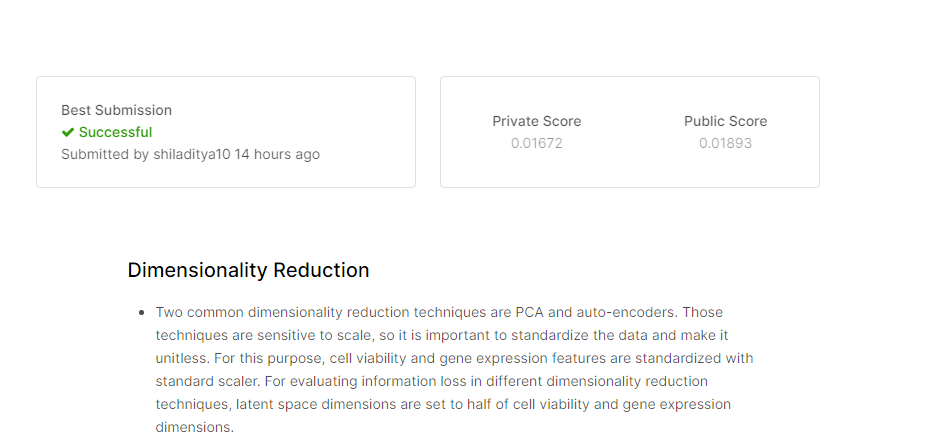 Best Submission
✔ Successful
Submitted by shiladitya10 14 hours ago
Private Score
0.01672
Public Score
0.01893
Dimensionality Reduction
• Two common dimensionality reduction techniques are PCA and auto-encoders. Those
techniques are sensitive to scale, so it is important to standardize the data and make it
unitless. For this purpose, cell viability and gene expression features are standardized with
standard scaler. For evaluating information loss in different dimensionality reduction
techniques, latent space dimensions are set to half of cell viability and gene expression
dimensions.